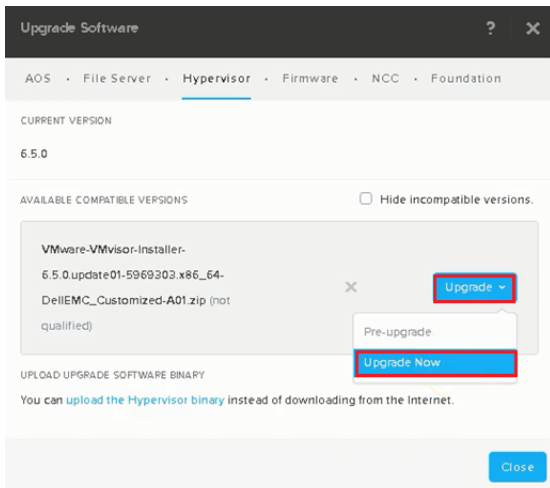 Upgrade Software ? ×
AOS · File Server · Hypervisor · Firmware · NCC · Foundation
CURRENT VERSION
6.5.0
AVAILABLE COMPATIBLE VERSIONS Hide incompatible versions.
VMware-VMvisor-Installer-
6.5.0.update01-5969303.x86_64-
DellEMC_Customized-A01.zip (not
qualified)
× Upgrade
Pre-upgrade
Upgrade Now
UPLOAD UPGRADE SOFTWARE BINARY
You can upload the Hypervisor binary instead of downloading from the Internet.
Close